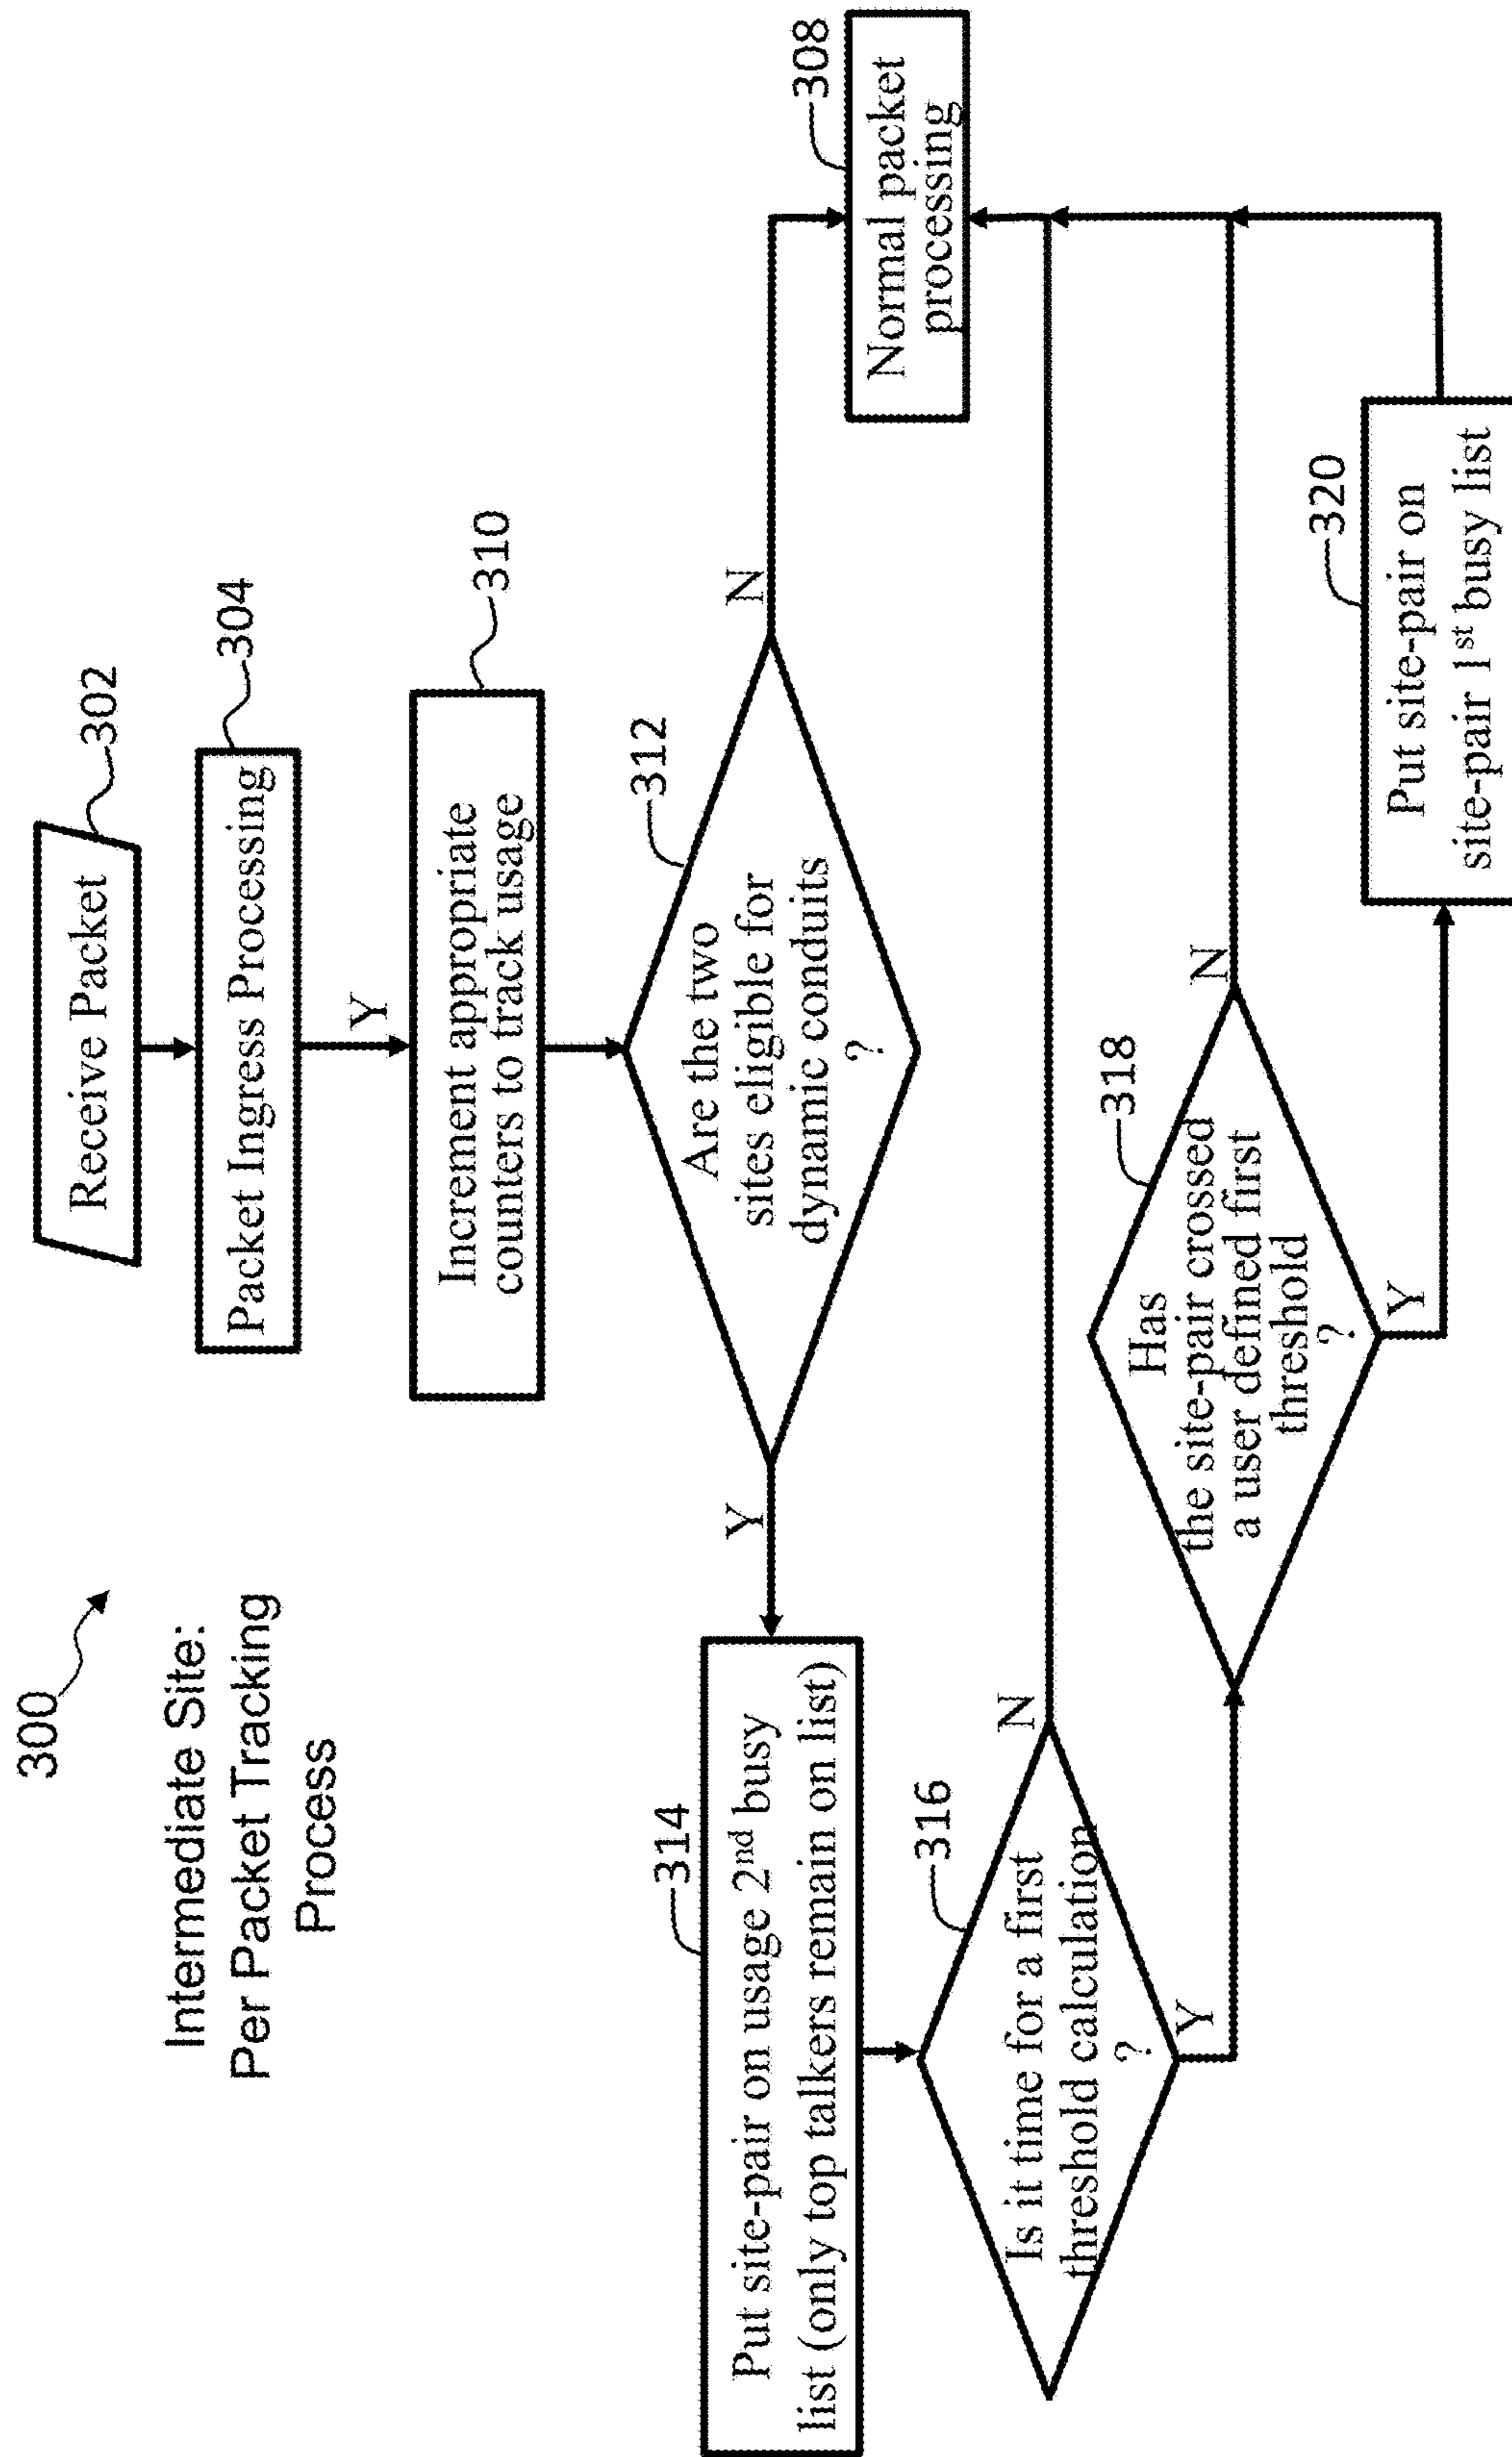 300
Intermediate Site:
Per Packet Tracking
Process
Receive Packet
302
Packet Ingress Processing
304
Y
Increment appropriate
counters to track usage
310
Are the two
sites eligible for
dynamic conduits
?
312
N
Y
Normal packet
processing
308
Put site-pair on usage 2nd busy
list (only top talkers remain on list)
314
Is it time for a first
threshold calculation
?
316
N
Y
Has
the site-pair crossed
a user defined first
threshold
?
318
N
Y
Put site-pair on
site-pair 1st busy list
320